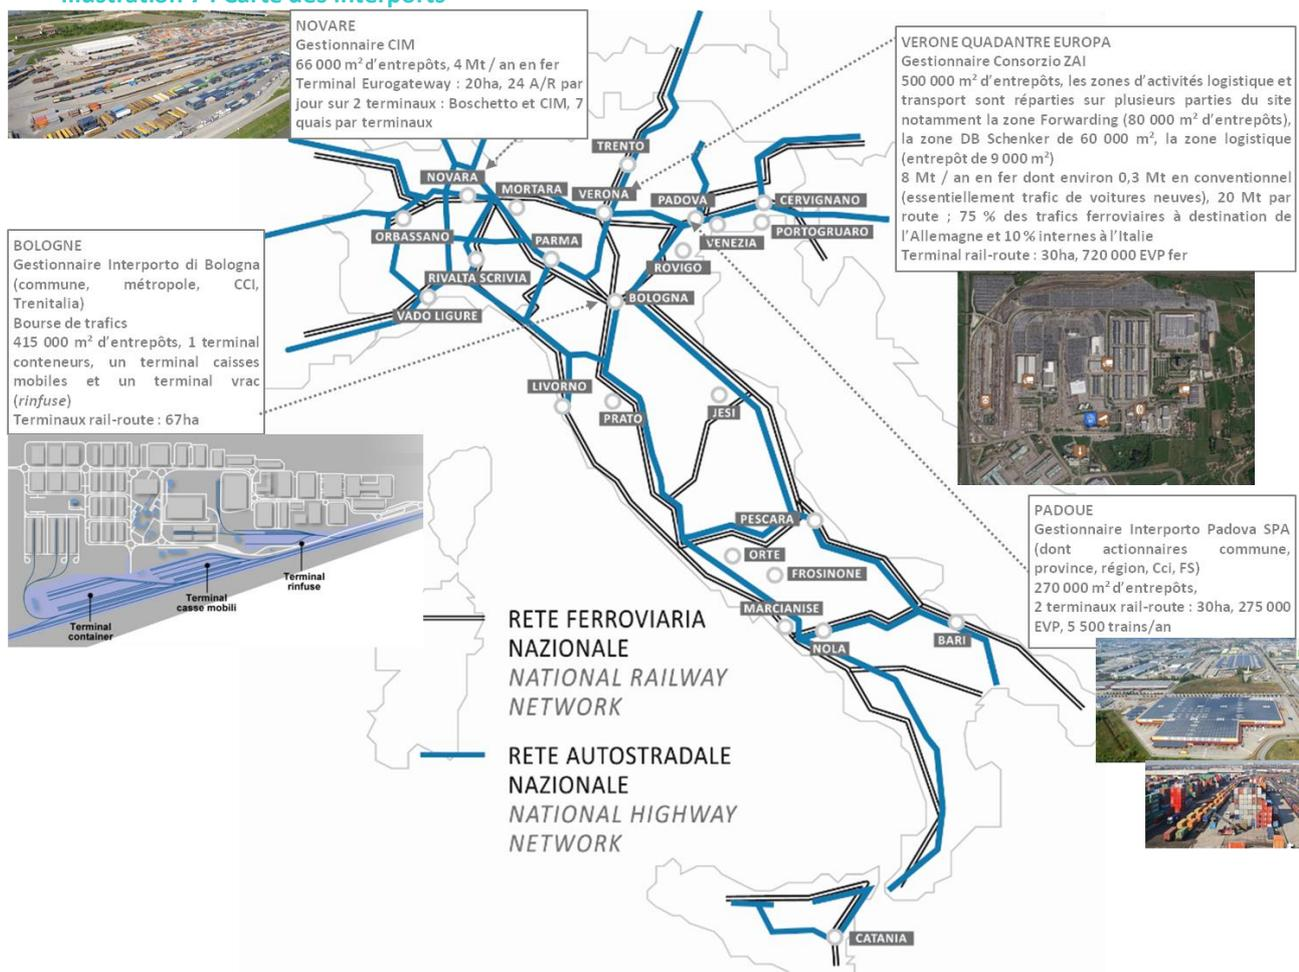 Illustration 7 : Carte des interports
NOVARE
Gestionnaire CIM
66 000 m² d'entrepôts, 4 Mt / an en fer
Terminal Eurogateway : 20ha, 24 A/R par
jour sur 2 terminaux : Boschetto et CIM, 7
quais par terminaux
VERONE QUADANTRE EUROPA
Gestionnaire Consorzio ZAI
500 000 m² d'entrepôts, les zones d'activités logistique et
transport sont réparties sur plusieurs parties du site
notamment la zone Forwarding (80 000 m² d'entrepôts),
la zone DB Schenker de 60 000 m², la zone logistique
(entrepôt de 9 000 m²)
8 Mt / an en fer dont environ 0,3 Mt en conventionnel
(essentiellement trafic de voitures neuves), 20 Mt par
route ; 75 % des trafics ferroviaires à destination de
l'Allemagne et 10 % internes à l'Italie
Terminal rail-route : 30ha, 720 000 EVP fer
BOLOGNE
Gestionnaire Interporto di Bologna
(commune, métropole, CCI,
Trenitalia)
Bourse de trafics
415 000 m² d'entrepôts, 1 terminal
conteneurs, un terminal caisses
mobiles et un terminal vrac
(rinfuse)
Terminaux rail-route : 67ha
TRENTO
NOVARA
MORTARA
VERONA
PADOVA
CERVIGNANO
ORBASSANO
PARMA
VENEZIA
PORTOGRUARO
RIVALTA SCRIVIA
ROVIGO
VADO LIGURE
BOLOGNA
LIVORNO
PRATO
JESI
PESCARA
ORTE
FROSINONE
MARCIANISE
NOLA
BARI
CATANIA
Terminal
rinfuse
Terminal
casse mobili
Terminal
container
PADOUE
Gestionnaire Interporto Padova SPA
(dont actionnaires commune,
province, région, Cci, FS)
270 000 m² d'entrepôts,
2 terminaux rail-route : 30ha, 275 000
EVP, 5 500 trains/an
RETE FERROVIARIA
NAZIONALE
NATIONAL RAILWAY
NETWORK
RETE AUTOSTRADALE
NAZIONALE
NATIONAL HIGHWAY
NETWORK